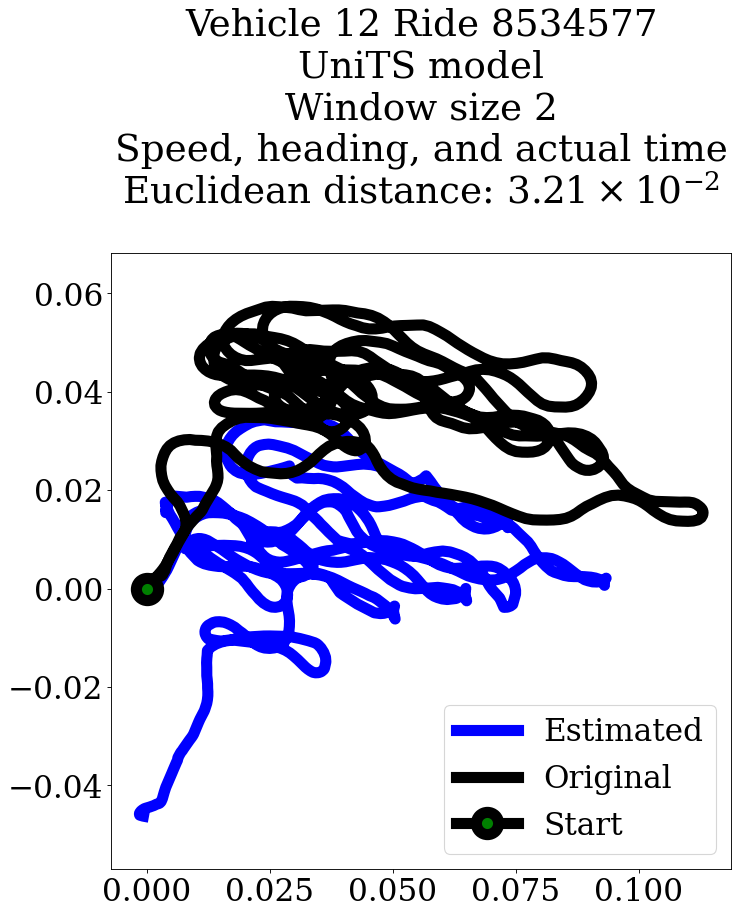 Vehicle 12 Ride 8534577
UniTS model
Window size 2
Speed, heading, and actual time
Euclidean distance: 3.21 × 10⁻²
0.06
0.04
0.02
0.00
−0.02
−0.04
Estimated
Original
Start
0.000 0.025 0.050 0.075 0.100